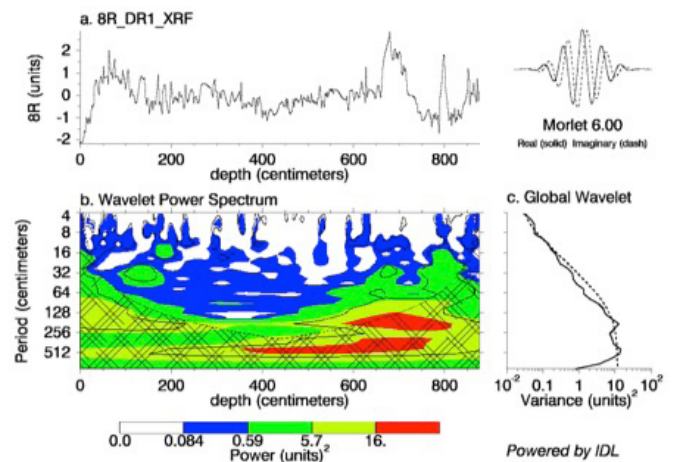 a. 8R_DR1_XRF
8R (units)
2
1
0
-1
-2
0 200 400 600 800
depth (centimeters)
Morlet 6.00
Real (solid) Imaginary (dash)
b. Wavelet Power Spectrum
Period (centimeters)
4
8
16
32
64
128
256
512
0 200 400 600 800
depth (centimeters)
0.0 0.084 0.59 5.7 16.
Power (units)²
c. Global Wavelet
10⁻² 0.1 1 10 10²
Variance (units)²
Powered by IDL